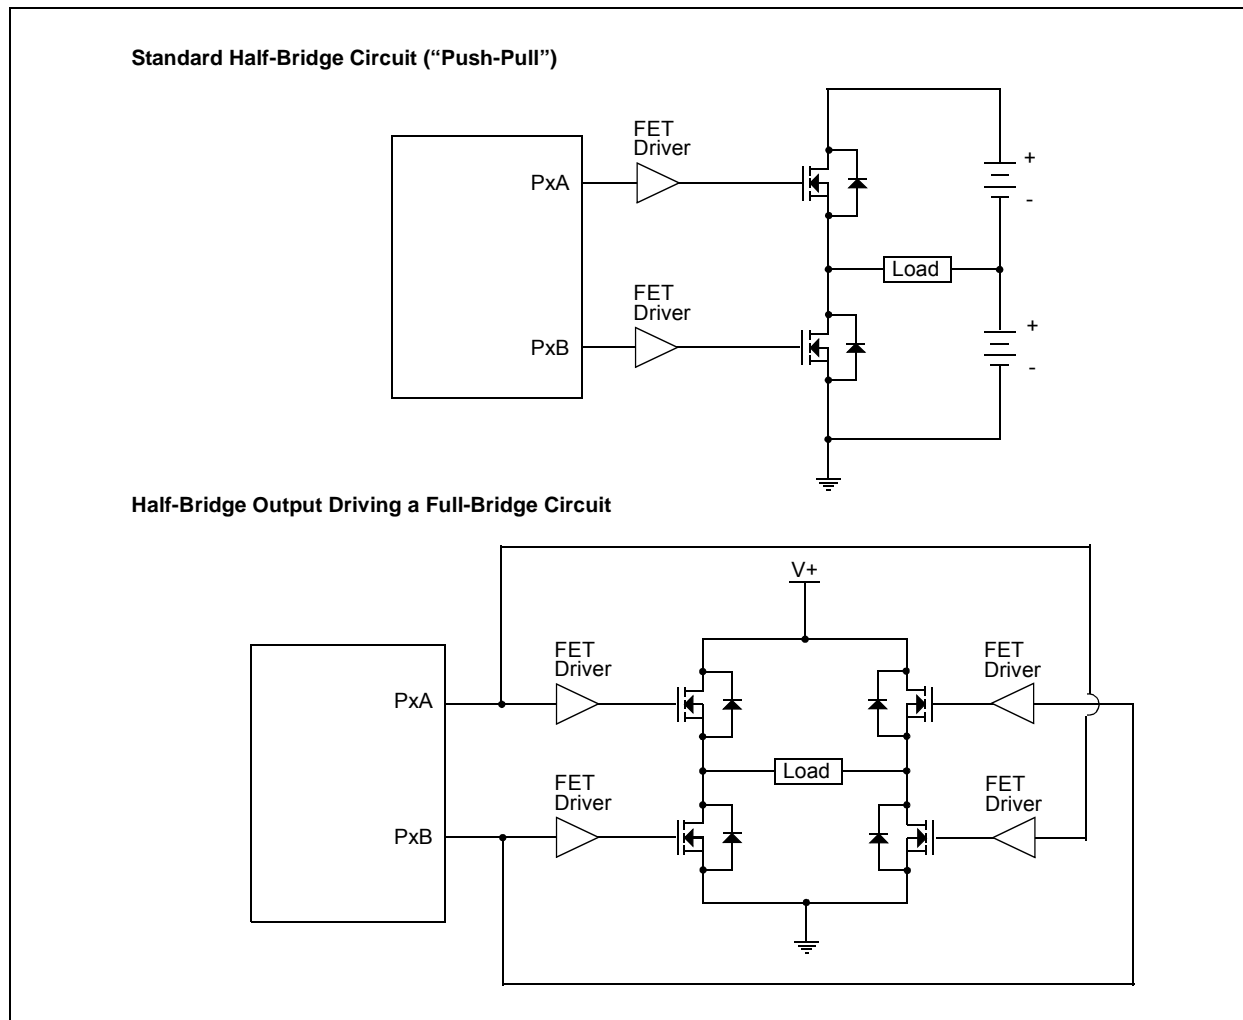 Standard Half-Bridge Circuit (“Push-Pull”)
FET
Driver
PxA
+
-
Load
FET
Driver
PxB
+
-
Half-Bridge Output Driving a Full-Bridge Circuit
V+
FET
Driver
FET
Driver
PxA
Load
FET
Driver
FET
Driver
PxB